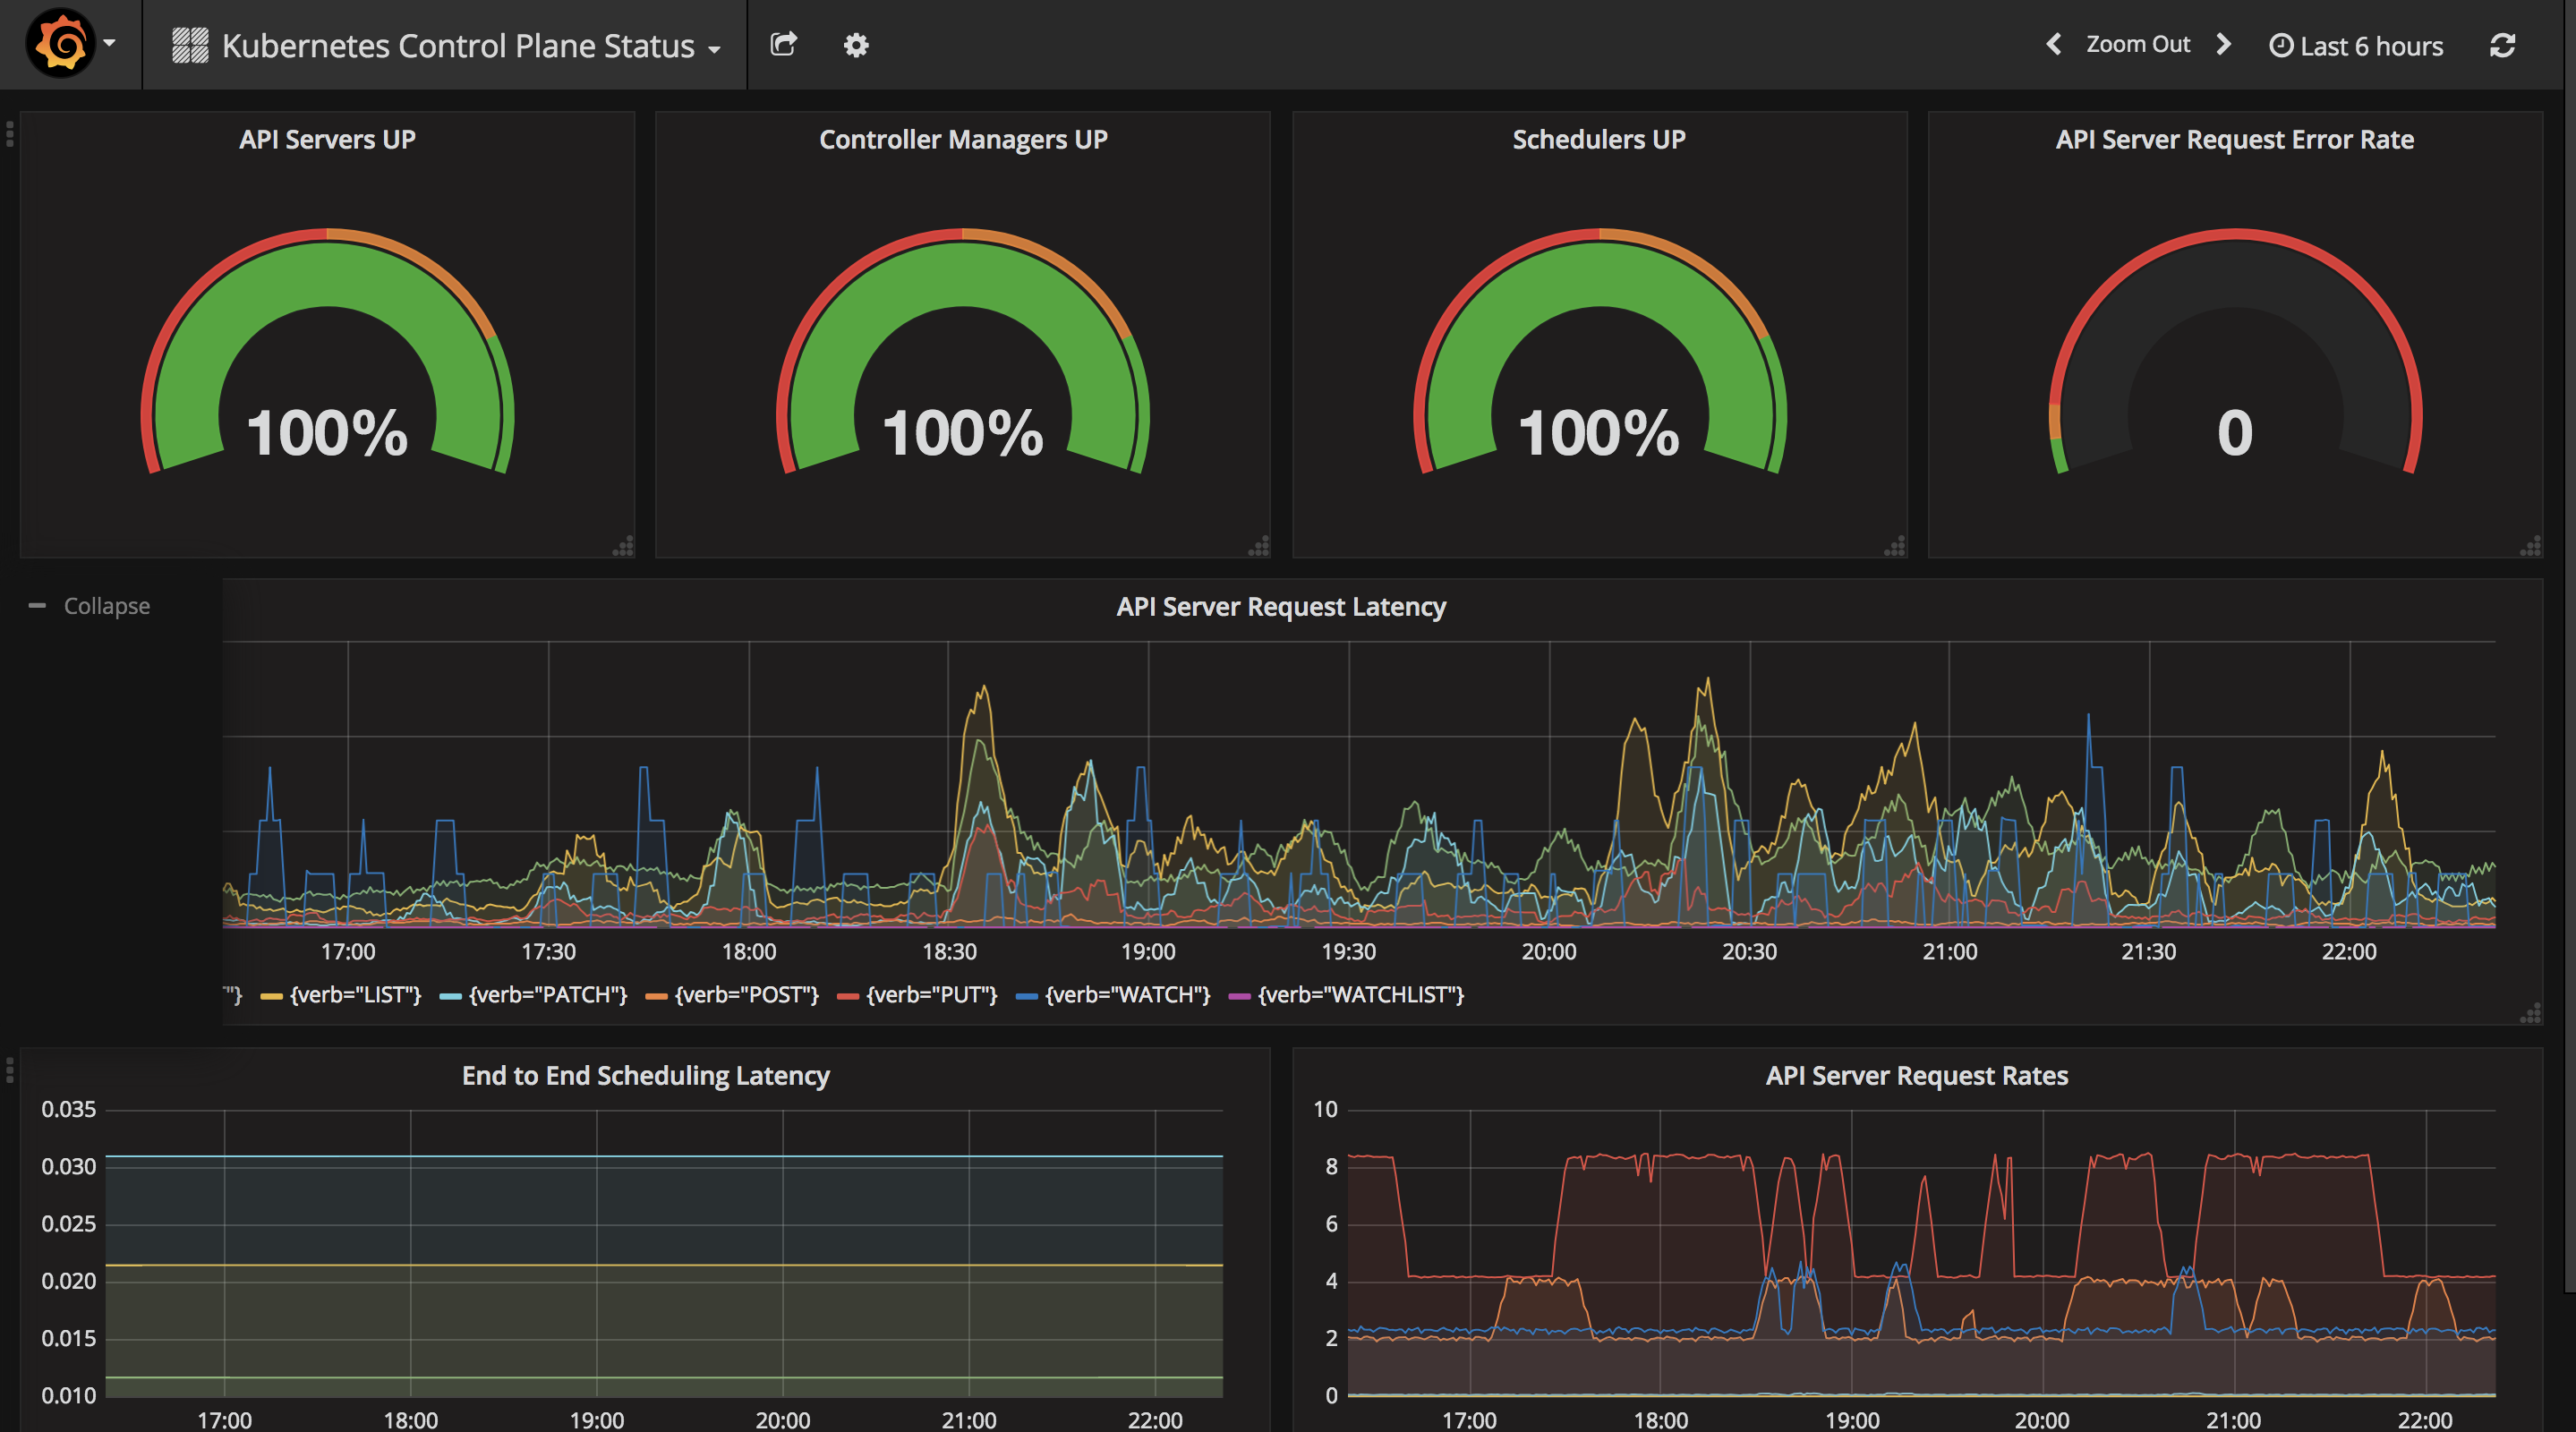 Kubernetes Control Plane Status
Zoom Out
Last 6 hours
API Servers UP
Controller Managers UP
Schedulers UP
API Server Request Error Rate
100%
100%
100%
0
Collapse
API Server Request Latency
17:00 17:30 18:00 18:30 19:00 19:30 20:00 20:30 21:00 21:30 22:00
"} {verb="LIST"} {verb="PATCH"} {verb="POST"} {verb="PUT"} {verb="WATCH"} {verb="WATCHLIST"}
End to End Scheduling Latency
0.035
0.030
0.025
0.020
0.015
0.010
17:00 18:00 19:00 20:00 21:00 22:00
API Server Request Rates
10
8
6
4
2
0
17:00 18:00 19:00 20:00 21:00 22:00